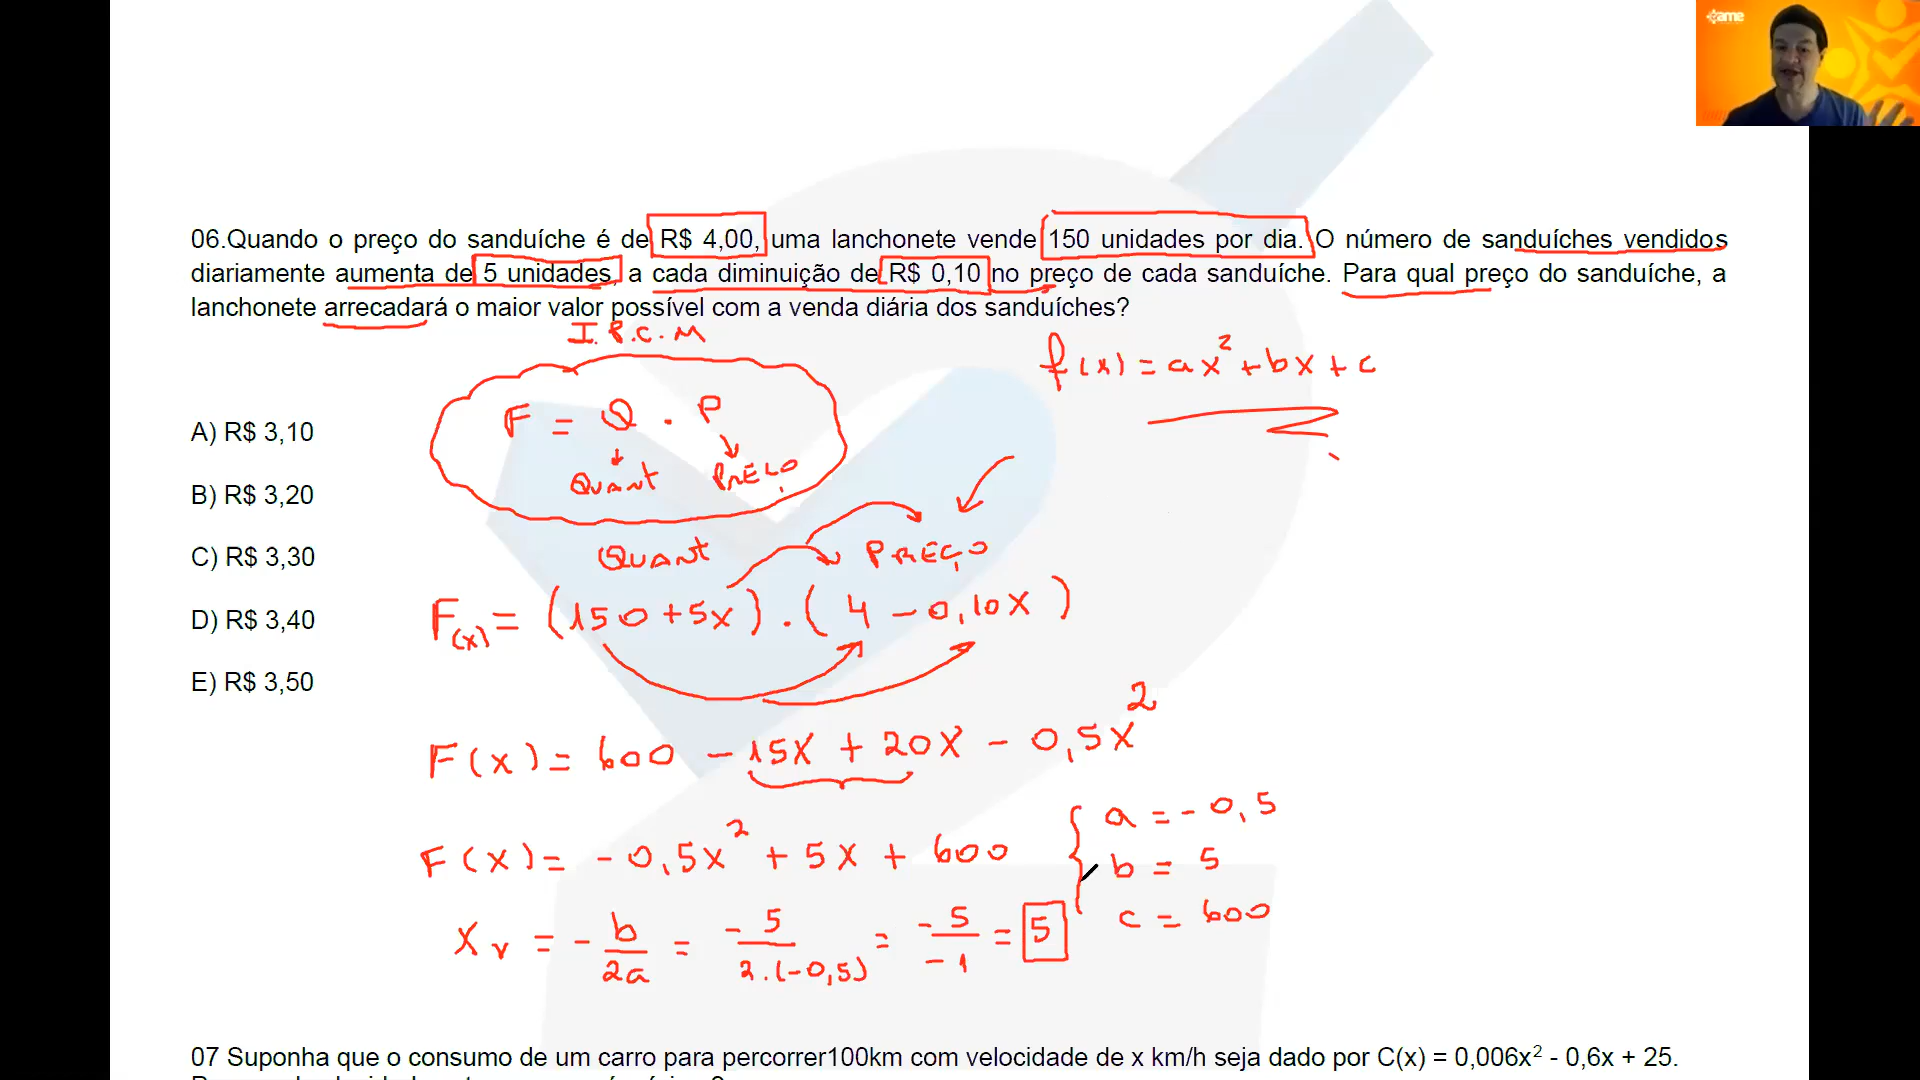 ame
06.Quando o preço do sanduíche é de R$ 4,00, uma lanchonete vende 150 unidades por dia. O número de sanduíches vendidos
diariamente aumenta de 5 unidades, a cada diminuição de R$ 0,10 no preço de cada sanduíche. Para qual preço do sanduíche, a
lanchonete arrecadará o maior valor possível com a venda diária dos sanduíches?
I.P.C.M
f(x) = ax² + bx + c
F = Q . P
QUANT PREÇO
A) R$ 3,10
B) R$ 3,20
C) R$ 3,30
D) R$ 3,40
E) R$ 3,50
QUANT PREÇO
F(x) = (150 + 5x) . (4 - 0,10x)
F(x) = 600 - 15x + 20x - 0,5x²
F(x) = -0,5x² + 5x + 600
a = -0,5
b = 5
c = 600
Xv = - b/2a = -5/2.(-0,5) = -5/-1 = 5
07 Suponha que o consumo de um carro para percorrer100km com velocidade de x km/h seja dado por C(x) = 0,006x² - 0,6x + 25.